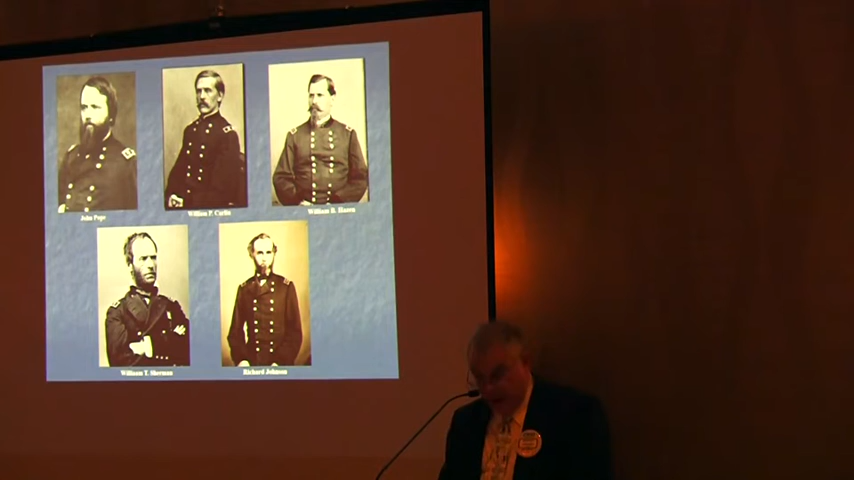 John Pope
William P. Carlin
William B. Hazen
William T. Sherman
Richard Johnson